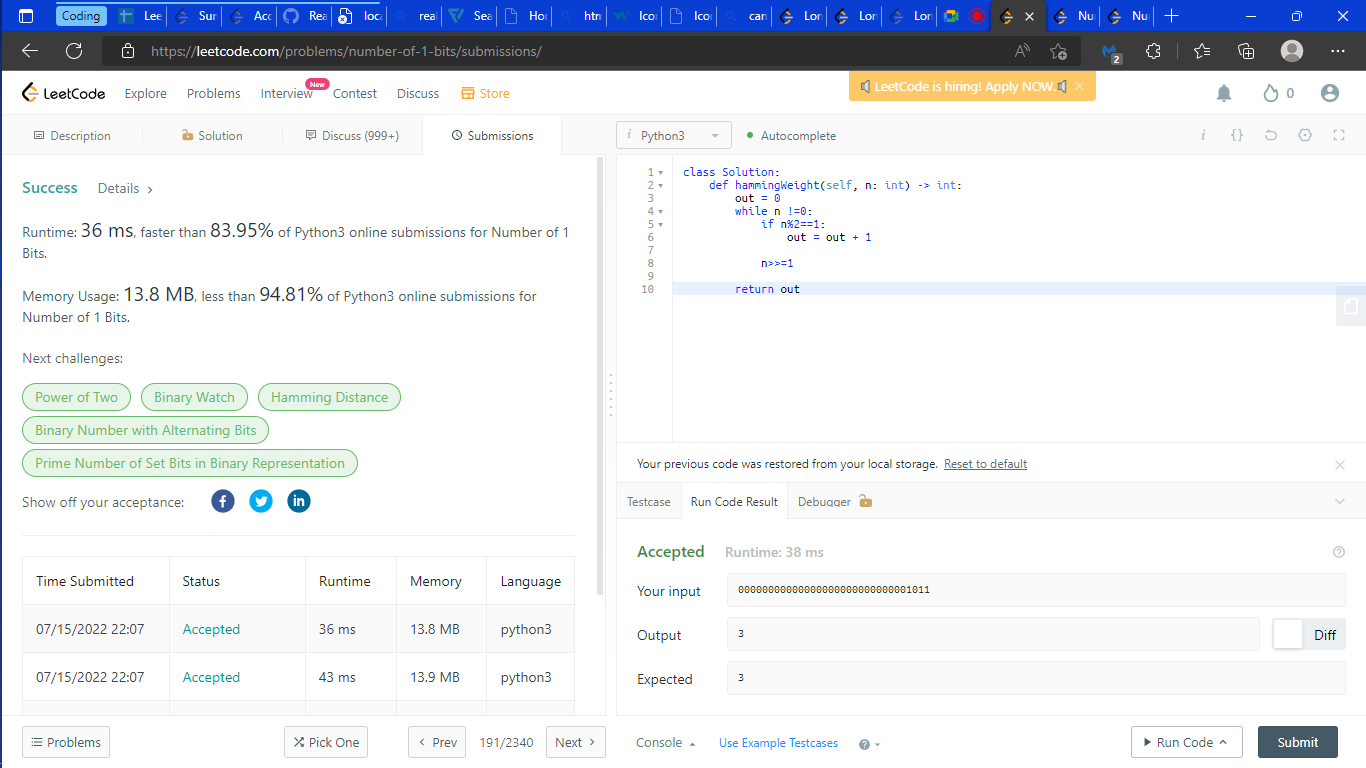 Coding Lee Sur Acc Rea loca real Sea Hor htm Ico Ico can Lon Lon Lon Nu Nu
https://leetcode.com/problems/number-of-1-bits/submissions/ 2
LeetCode Explore Problems Interview New Contest Discuss Store LeetCode is hiring! Apply NOW. × 0
Description Solution Discuss (999+) Submissions i Python3 Autocomplete i {}
Success Details >
Runtime: 36 ms, faster than 83.95% of Python3 online submissions for Number of 1
Bits.
Memory Usage: 13.8 MB, less than 94.81% of Python3 online submissions for
Number of 1 Bits.
Next challenges:
Power of Two Binary Watch Hamming Distance
Binary Number with Alternating Bits
Prime Number of Set Bits in Binary Representation
Show off your acceptance:
Time Submitted Status Runtime Memory Language
07/15/2022 22:07 Accepted 36 ms 13.8 MB python3
07/15/2022 22:07 Accepted 43 ms 13.9 MB python3
1 class Solution:
2 def hammingWeight(self, n: int) -> int:
3 out = 0
4 while n !=0:
5 if n%2==1:
6 out = out + 1
7
8 n>>=1
9
10 return out
Your previous code was restored from your local storage. Reset to default
Testcase Run Code Result Debugger
Accepted Runtime: 38 ms
Your input 00000000000000000000000000001011
Output 3 Diff
Expected 3
Problems Pick One < Prev 191/2340 Next > Console Use Example Testcases Run Code Submit